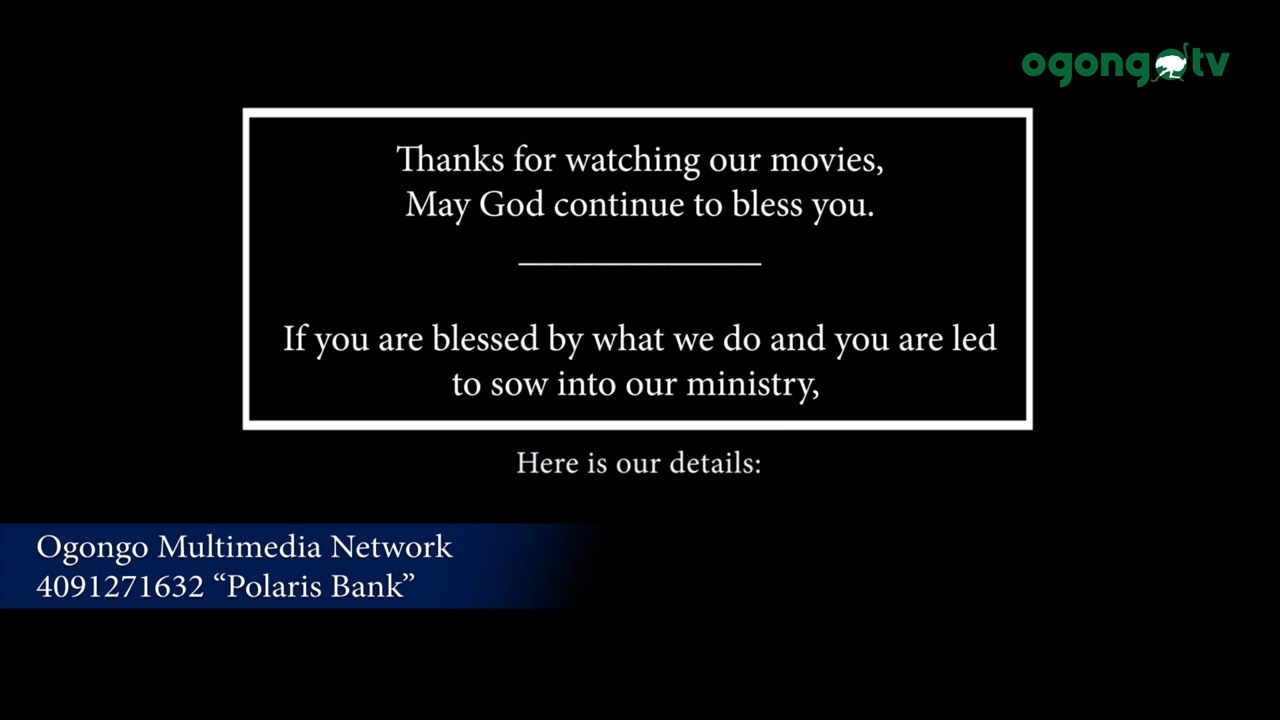 ogongotv
Thanks for watching our movies,
May God continue to bless you.
If you are blessed by what we do and you are led
to sow into our ministry,
Here is our details:
Ogongo Multimedia Network
4091271632 “Polaris Bank”